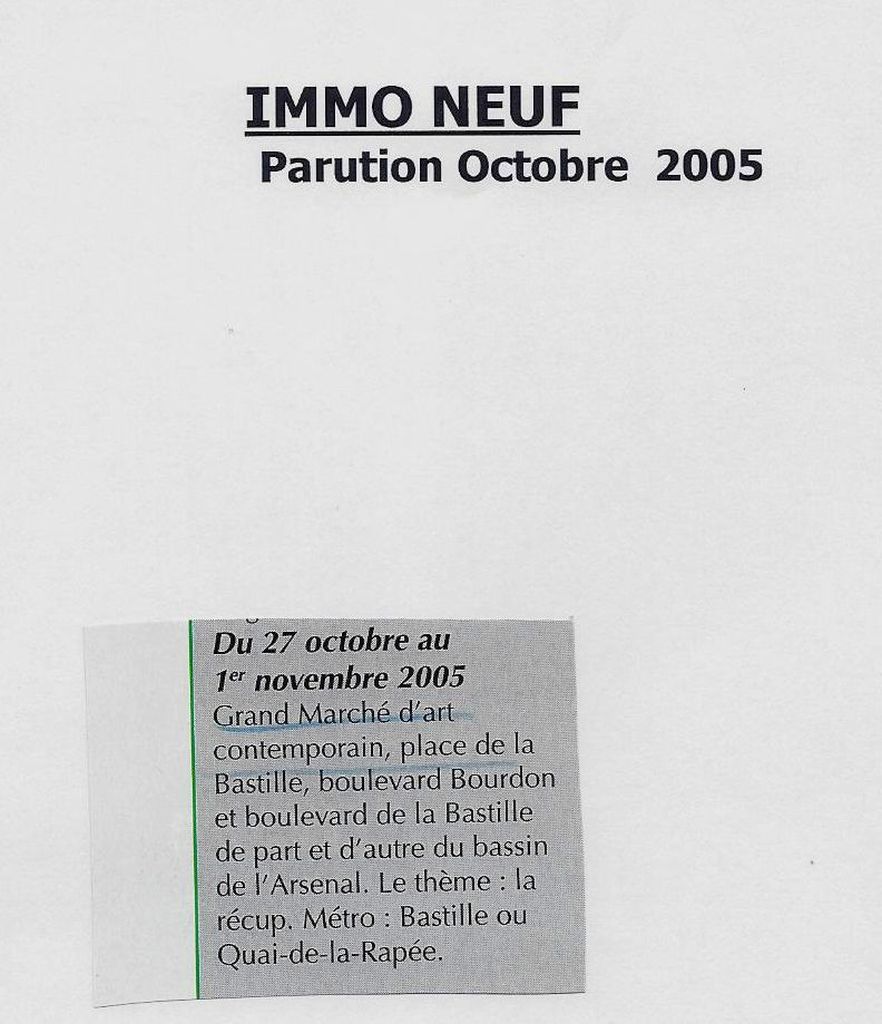 IMMO NEUF
Parution Octobre 2005
Du 27 octobre au
1er novembre 2005
Grand Marché d'art
contemporain, place de la
Bastille, boulevard Bourdon
et boulevard de la Bastille
de part et d'autre du bassin
de l'Arsenal. Le thème : la
récup. Métro : Bastille ou
Quai-de-la-Rapée.